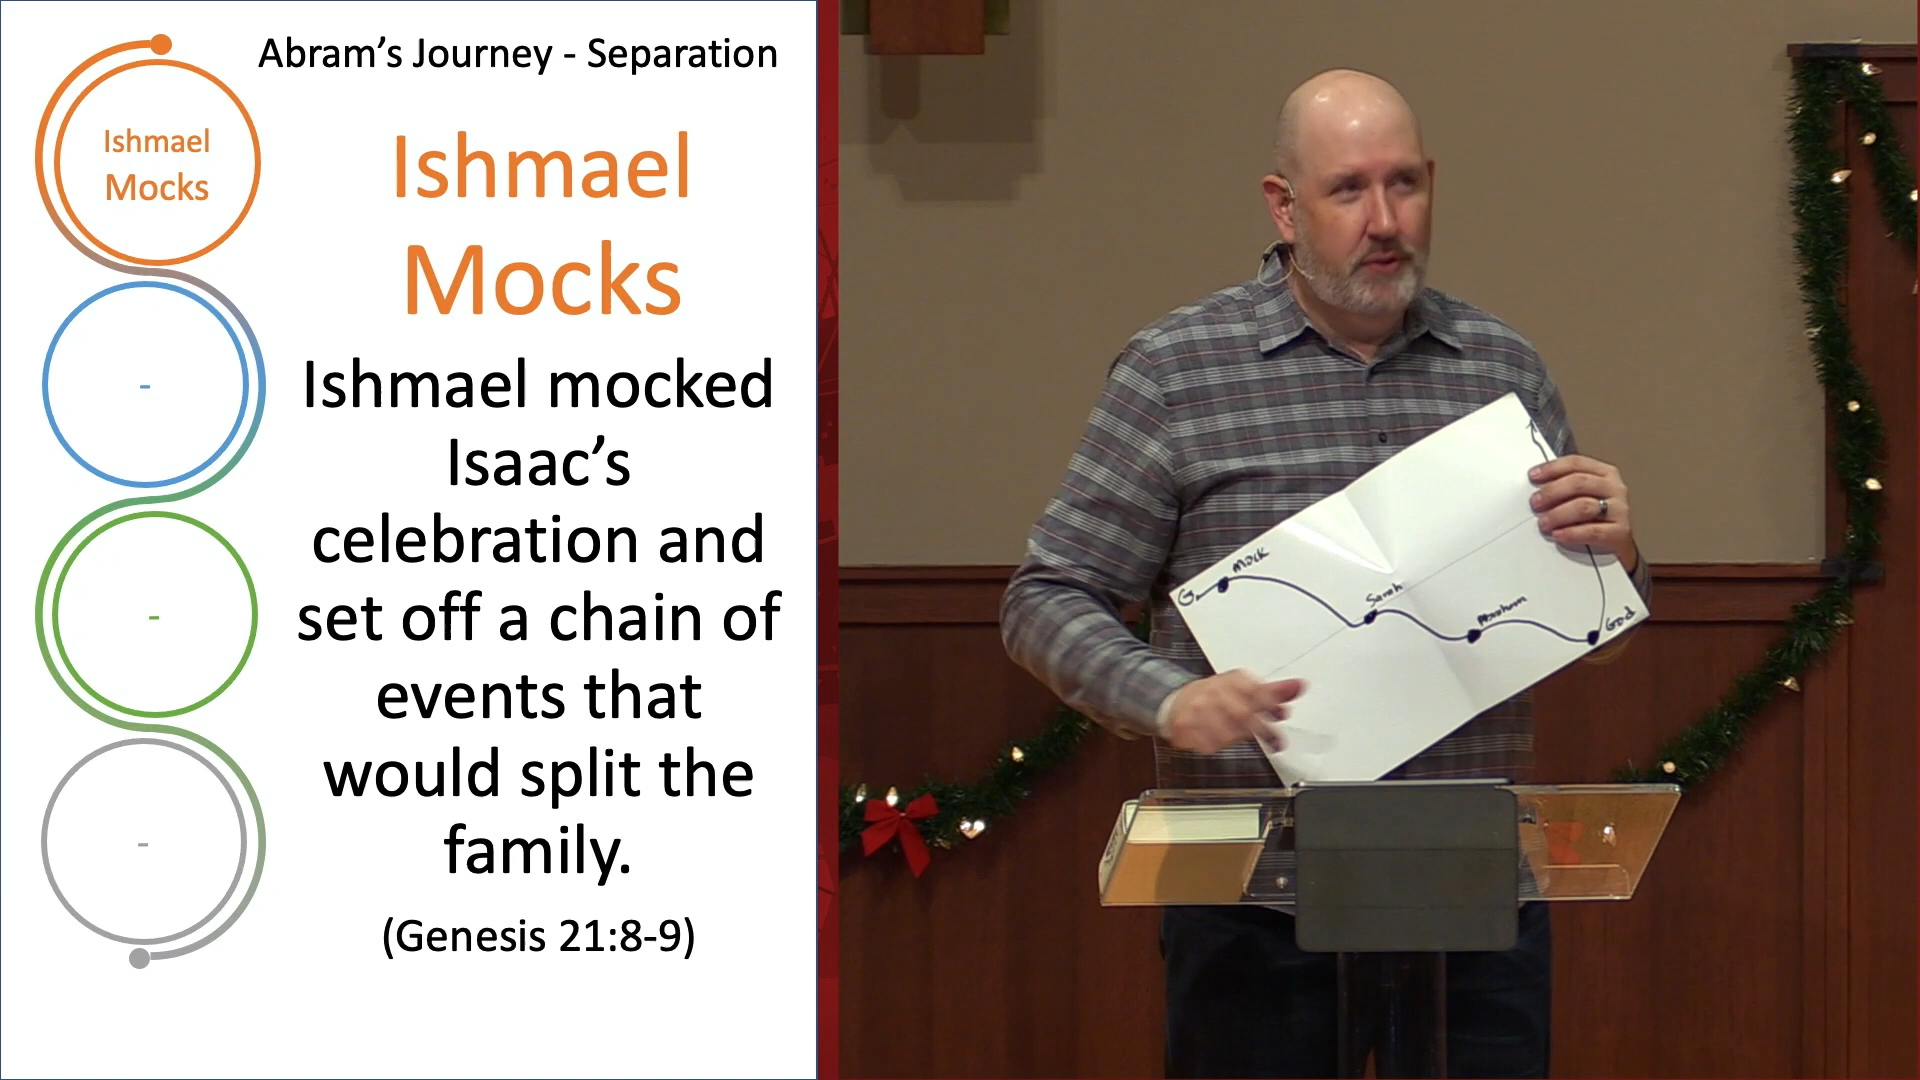 Abram’s Journey - Separation
Ishmael
Mocks
-
-
-
Ishmael
Mocks
Ishmael mocked
Isaac’s
celebration and
set off a chain of
events that
would split the
family.
(Genesis 21:8-9)
G
Mock
Sarah
Abraham
God